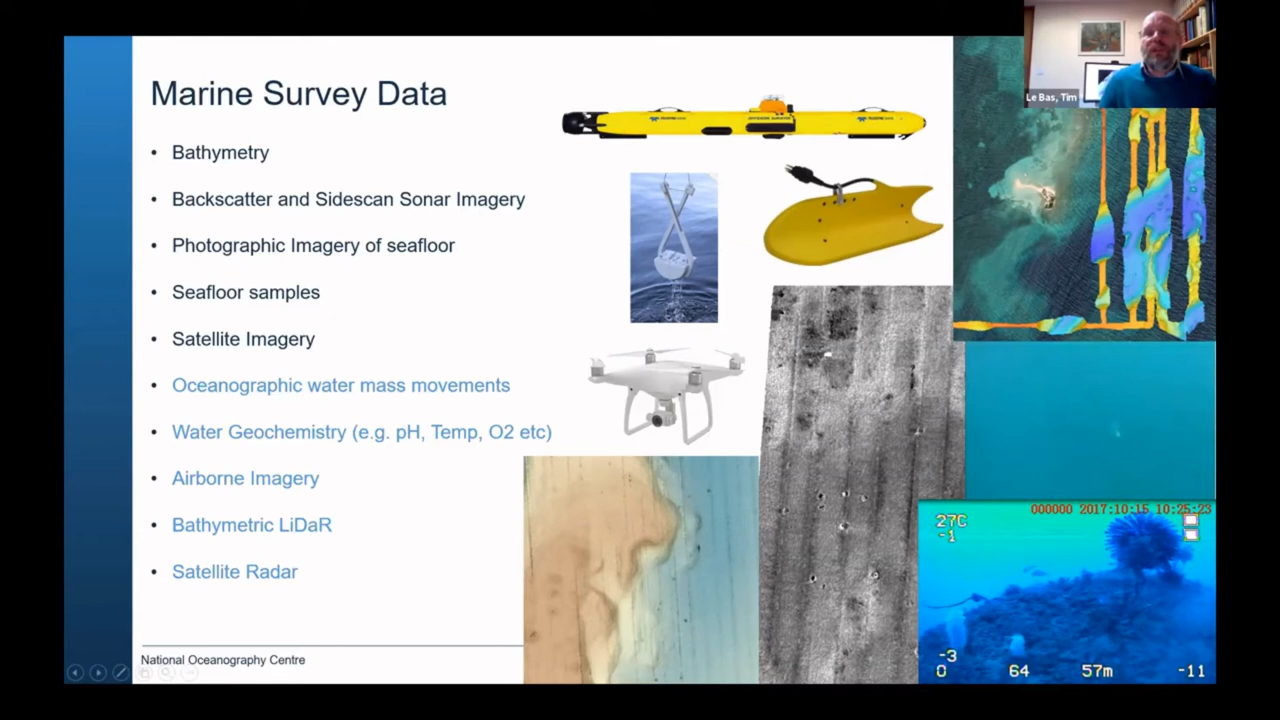 Marine Survey Data
Le Bas, Tim
• Bathymetry
• Backscatter and Sidescan Sonar Imagery
• Photographic Imagery of seafloor
• Seafloor samples
• Satellite Imagery
• Oceanographic water mass movements
• Water Geochemistry (e.g. pH, Temp, O2 etc)
• Airborne Imagery
• Bathymetric LiDaR
• Satellite Radar
000000 2017:10:15 10:25:23
27C
-1
-3
0 64 57m -11
National Oceanography Centre